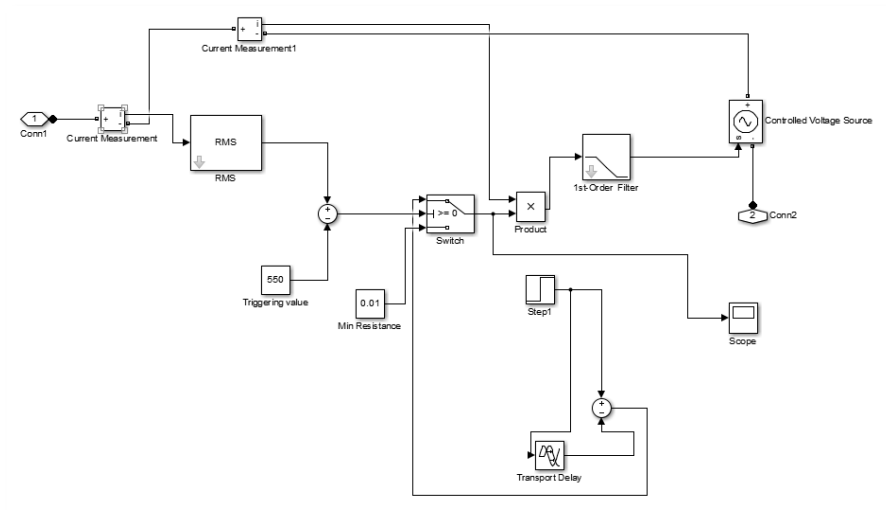 i
+
-
Current Measurement1
1
Conn1
+
i
-
Current Measurement
RMS
RMS
+
Controlled Voltage Source
s
-
1st-Order Filter
2
Conn2
+
−
>= 0
Switch
×
Product
550
Triggering value
0.01
Min Resistance
Step1
Scope
+
−
Transport Delay